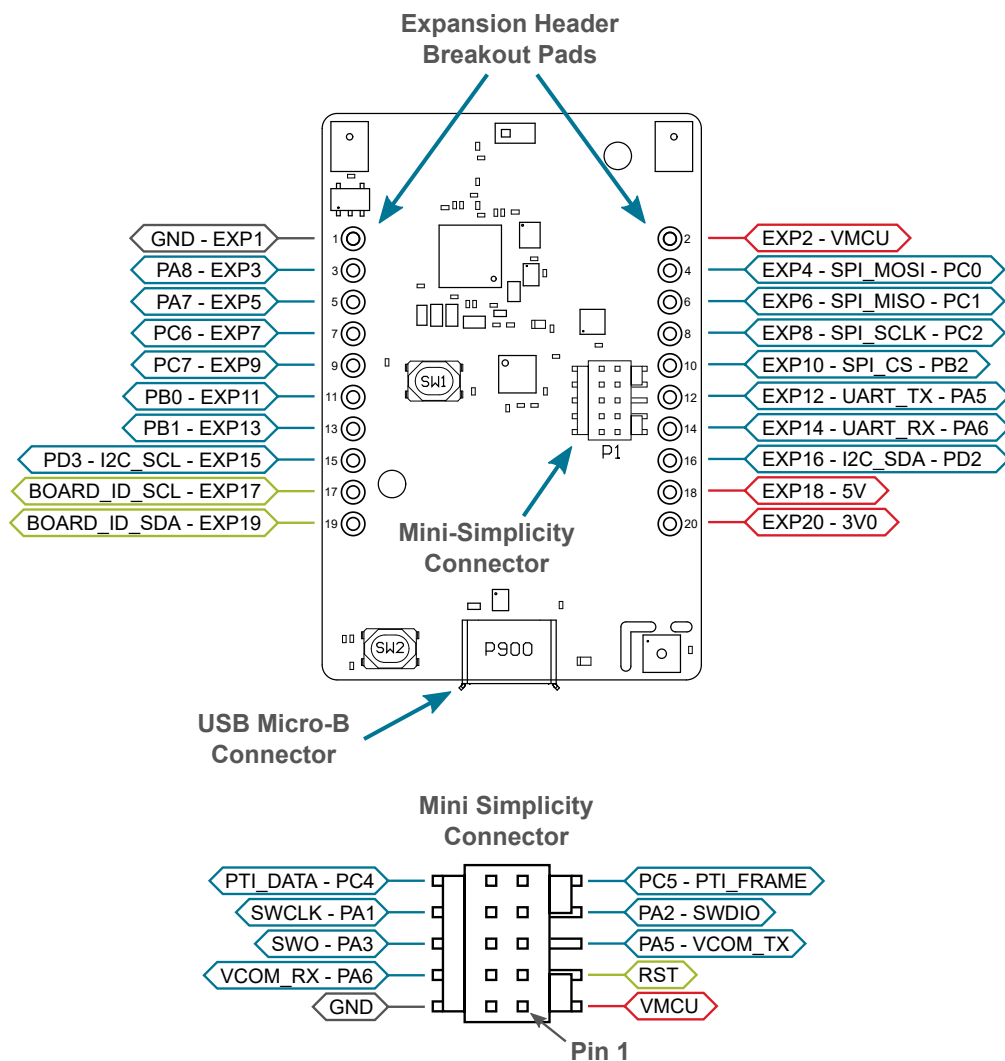 Expansion Header
Breakout Pads
GND - EXP1
1
2
EXP2 - VMCU
PA8 - EXP3
3
4
EXP4 - SPI_MOSI - PC0
PA7 - EXP5
5
6
EXP6 - SPI_MISO - PC1
PC6 - EXP7
7
8
EXP8 - SPI_SCLK - PC2
PC7 - EXP9
9
SW1
10
EXP10 - SPI_CS - PB2
PB0 - EXP11
11
12
EXP12 - UART_TX - PA5
PB1 - EXP13
13
14
EXP14 - UART_RX - PA6
P1
PD3 - I2C_SCL - EXP15
15
16
EXP16 - I2C_SDA - PD2
BOARD_ID_SCL - EXP17
17
18
EXP18 - 5V
BOARD_ID_SDA - EXP19
19
20
EXP20 - 3V0
Mini-Simplicity
Connector
SW2
P900
USB Micro-B
Connector
Mini Simplicity
Connector
PTI_DATA - PC4
PC5 - PTI_FRAME
SWCLK - PA1
PA2 - SWDIO
SWO - PA3
PA5 - VCOM_TX
VCOM_RX - PA6
RST
GND
VMCU
Pin 1